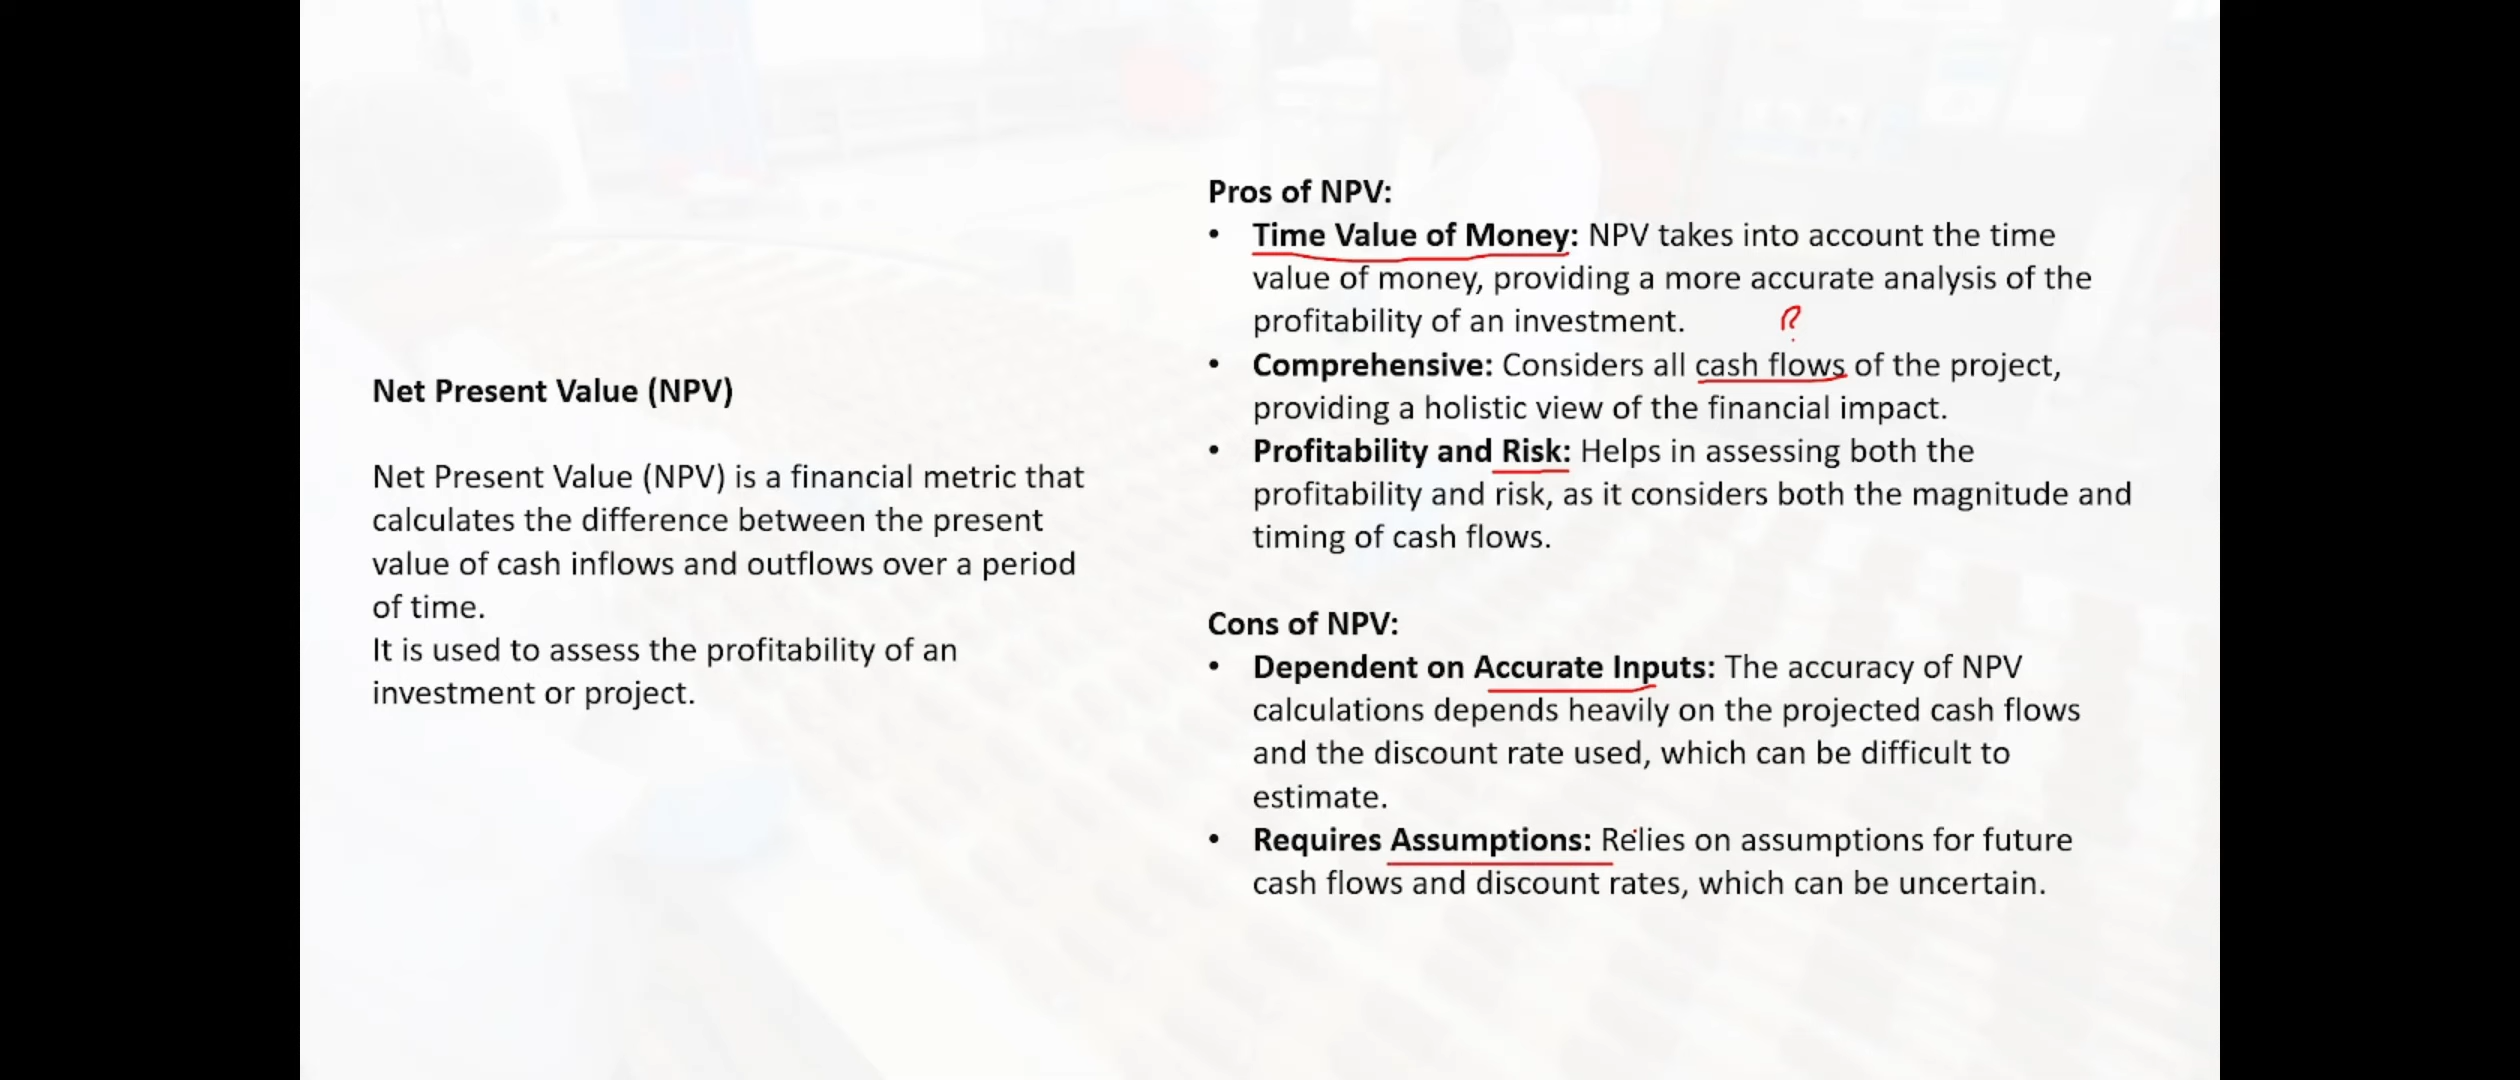 Net Present Value (NPV)
Net Present Value (NPV) is a financial metric that
calculates the difference between the present
value of cash inflows and outflows over a period
of time.
It is used to assess the profitability of an
investment or project.
Pros of NPV:
• Time Value of Money: NPV takes into account the time
value of money, providing a more accurate analysis of the
profitability of an investment.
?
• Comprehensive: Considers all cash flows of the project,
providing a holistic view of the financial impact.
• Profitability and Risk: Helps in assessing both the
profitability and risk, as it considers both the magnitude and
timing of cash flows.
Cons of NPV:
• Dependent on Accurate Inputs: The accuracy of NPV
calculations depends heavily on the projected cash flows
and the discount rate used, which can be difficult to
estimate.
• Requires Assumptions: Relies on assumptions for future
cash flows and discount rates, which can be uncertain.